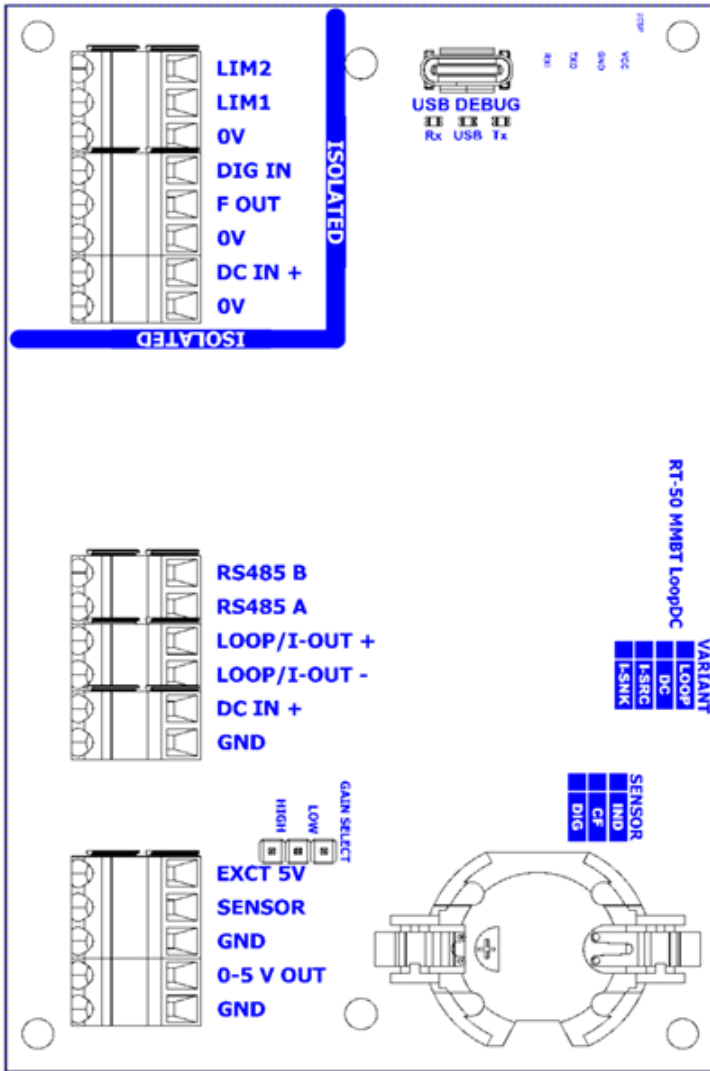 LIM2
LIM1
0V
DIG IN
F OUT
0V
DC IN +
0V
ISOLATED
ISOLATED
USB DEBUG
Rx USB Tx
RXI
TXO
GND
VCC
RS485 B
RS485 A
LOOP/I-OUT +
LOOP/I-OUT -
DC IN +
GND
RT-50 MMBT LoopDC
VARIANT
LOOP
DC
I-SRC
I-SNK
SENSOR
IND
CF
DIG
GAIN SELECT
LOW
HIGH
EXCT 5V
SENSOR
GND
0-5 V OUT
GND